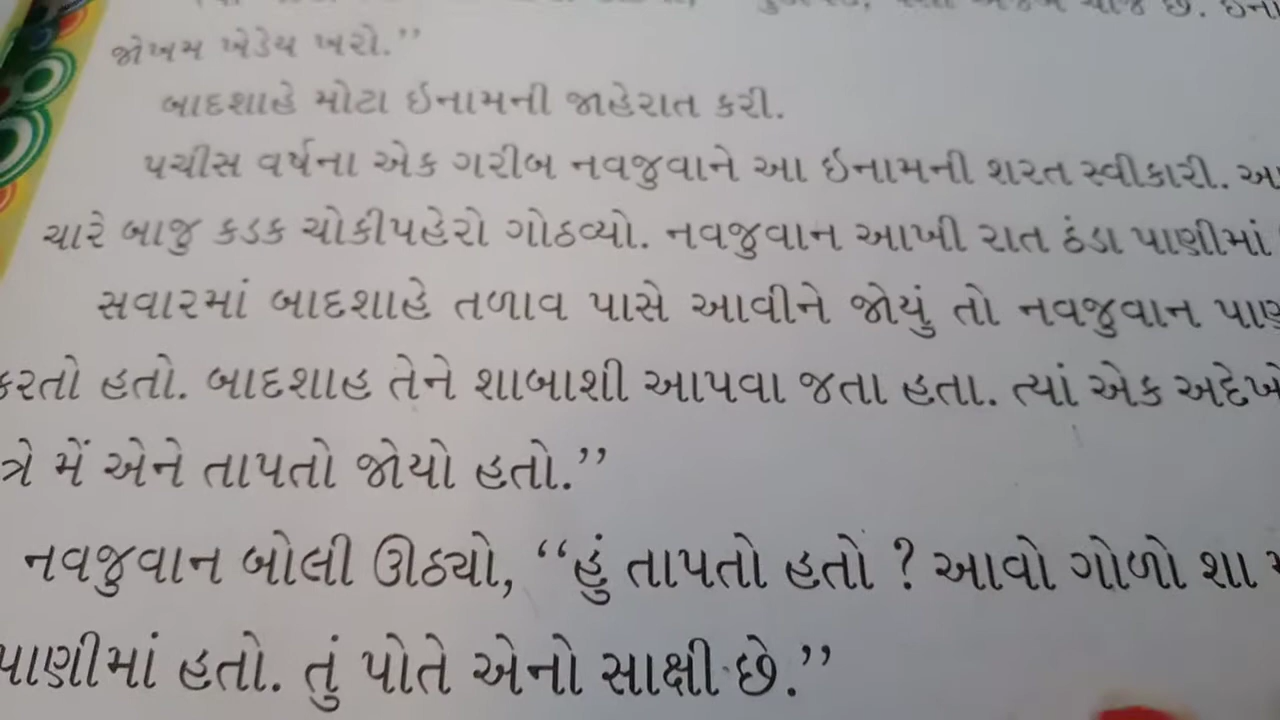 ચીજ છે.
જોખમ ખેડેય ખરો.”
બાદશાહે મોટા ઇનામની જાહેરાત કરી.
પચીસ વર્ષના એક ગરીબ નવજુવાને આ ઇનામની શરત સ્વીકારી.
ચારે બાજુ કડક ચોકીપહેરો ગોઠવ્યો. નવજુવાન આખી રાત ઠંડા પાણીમાં
સવારમાં બાદશાહે તળાવ પાસે આવીને જોયું તો નવજુવાન
કરતો હતો. બાદશાહ તેને શાબાશી આપવા જતા હતા. ત્યાં એક
ત્રે મેં એને તાપતો જોયો હતો.”
નવજુવાન બોલી ઊઠ્યો, “હું તાપતો હતો ? આવો ગોળો શા
પાણીમાં હતો. તું પોતે એનો સાક્ષી છે.”